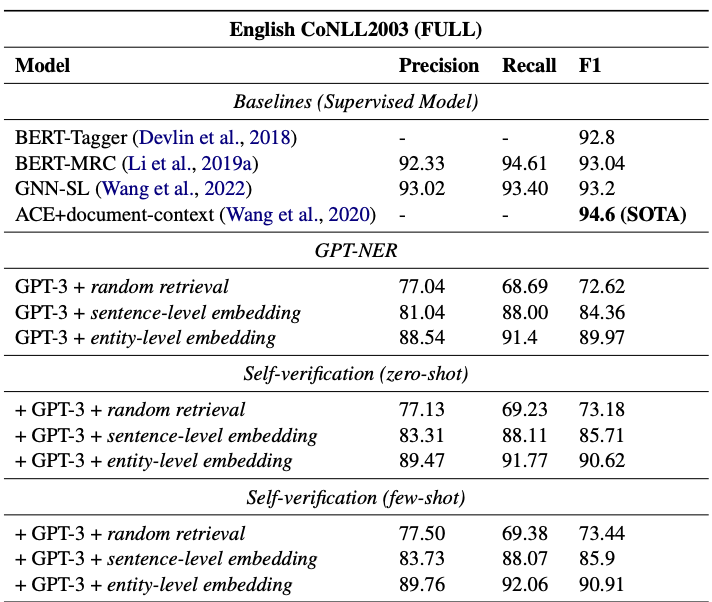 English CoNLL2003 (FULL)
Model Precision Recall F1
Baselines (Supervised Model)
BERT-Tagger (Devlin et al., 2018) - - 92.8
BERT-MRC (Li et al., 2019a) 92.33 94.61 93.04
GNN-SL (Wang et al., 2022) 93.02 93.40 93.2
ACE+document-context (Wang et al., 2020) - - 94.6 (SOTA)
GPT-NER
GPT-3 + random retrieval 77.04 68.69 72.62
GPT-3 + sentence-level embedding 81.04 88.00 84.36
GPT-3 + entity-level embedding 88.54 91.4 89.97
Self-verification (zero-shot)
+ GPT-3 + random retrieval 77.13 69.23 73.18
+ GPT-3 + sentence-level embedding 83.31 88.11 85.71
+ GPT-3 + entity-level embedding 89.47 91.77 90.62
Self-verification (few-shot)
+ GPT-3 + random retrieval 77.50 69.38 73.44
+ GPT-3 + sentence-level embedding 83.73 88.07 85.9
+ GPT-3 + entity-level embedding 89.76 92.06 90.91